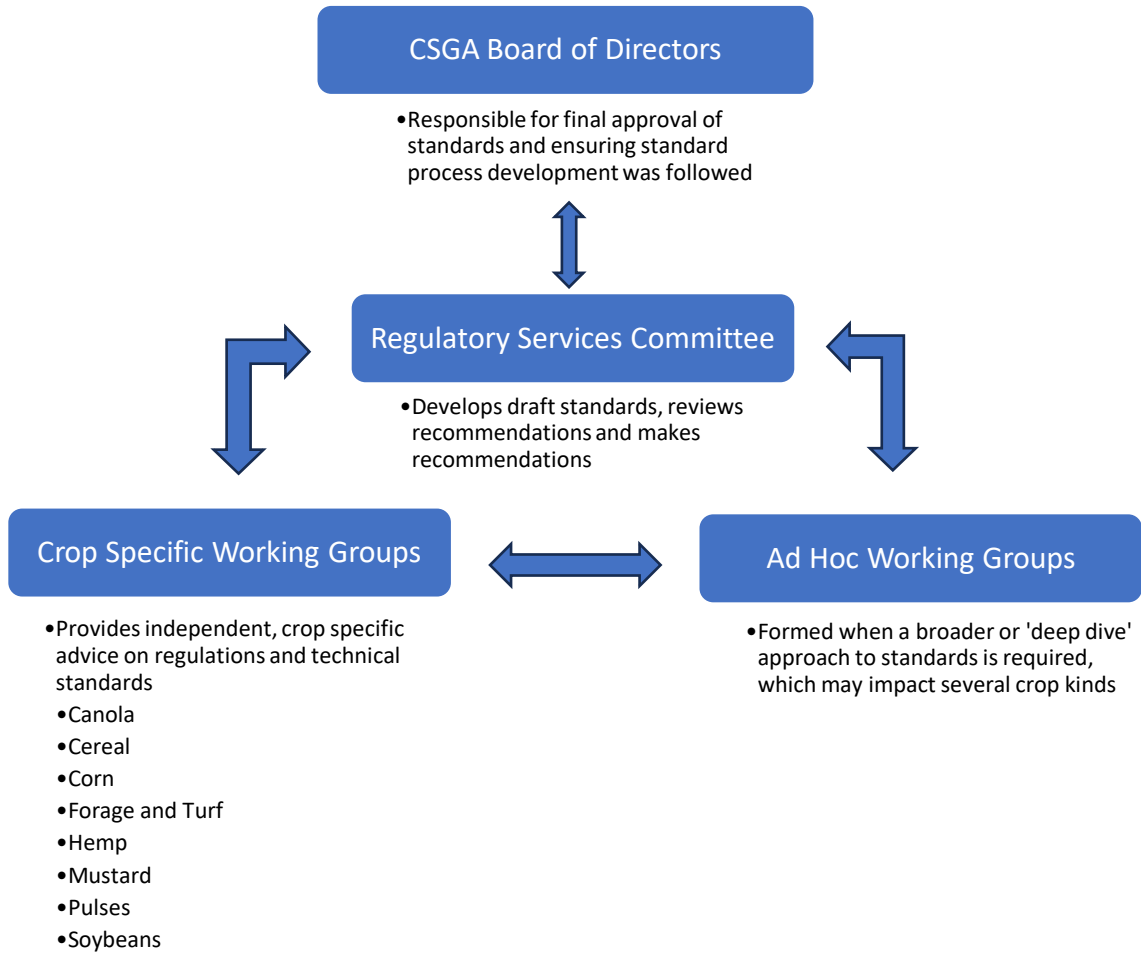 CSGA Board of Directors
•Responsible for final approval of
standards and ensuring standard
process development was followed
Regulatory Services Committee
•Develops draft standards, reviews
recommendations and makes
recommendations
Crop Specific Working Groups
•Provides independent, crop specific
advice on regulations and technical
standards
•Canola
•Cereal
•Corn
•Forage and Turf
•Hemp
•Mustard
•Pulses
•Soybeans
Ad Hoc Working Groups
•Formed when a broader or 'deep dive'
approach to standards is required,
which may impact several crop kinds